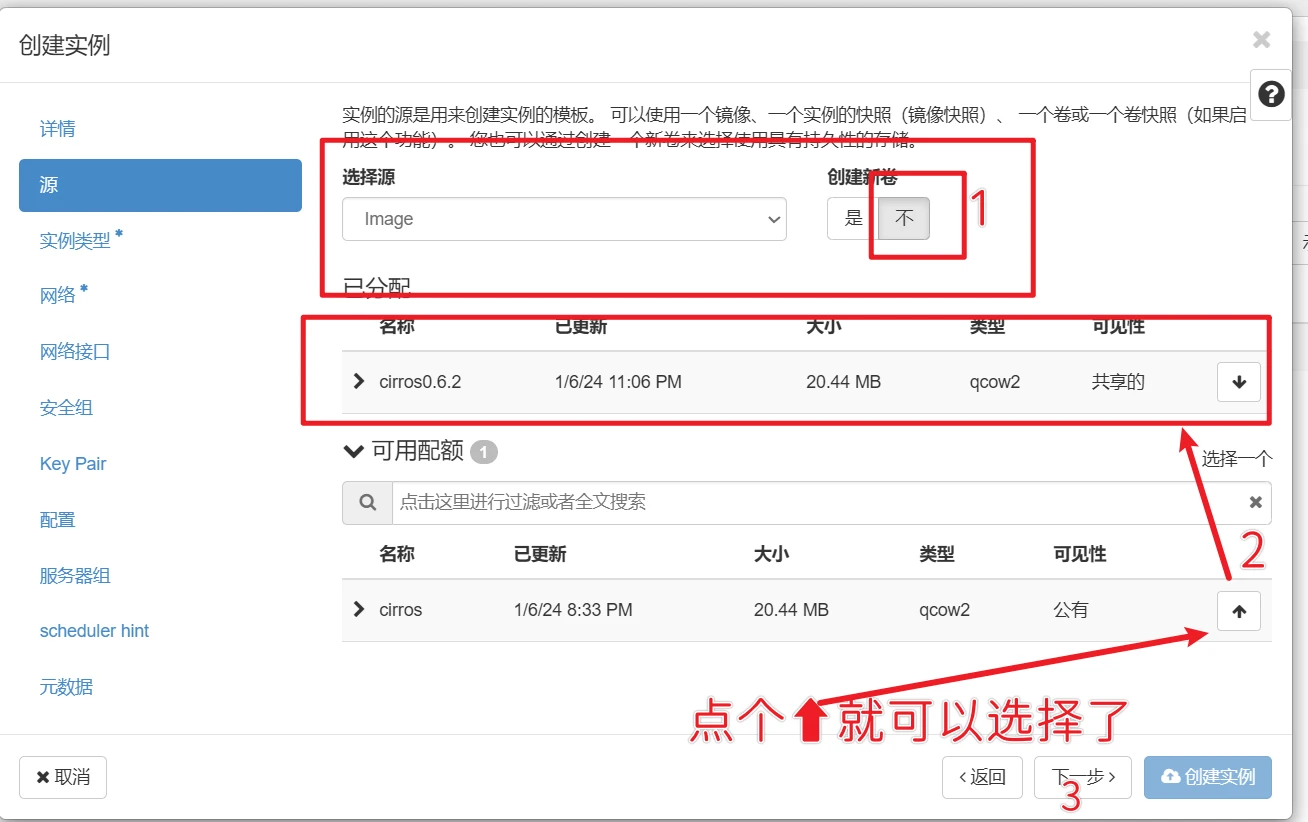 创建实例
详情
源
实例类型 *
网络 *
网络接口
安全组
Key Pair
配置
服务器组
scheduler hint
元数据
实例的源是用来创建实例的模板。 可以使用一个镜像、一个实例的快照（镜像快照）、 一个卷或一个卷快照（如果启
用这个功能）。 您也可以通过创建一个新卷来选择使用具有持久性的存储。
选择源 创建新卷
Image 是 不 1
已分配
名称 已更新 大小 类型 可见性
cirros0.6.2 1/6/24 11:06 PM 20.44 MB qcow2 共享的
可用配额 1
选择一个
点击这里进行过滤或者全文搜索
2
名称 已更新 大小 类型 可见性
cirros 1/6/24 8:33 PM 20.44 MB qcow2 公有
点个⬆就可以选择了
取消 返回 下一步 创建实例
3